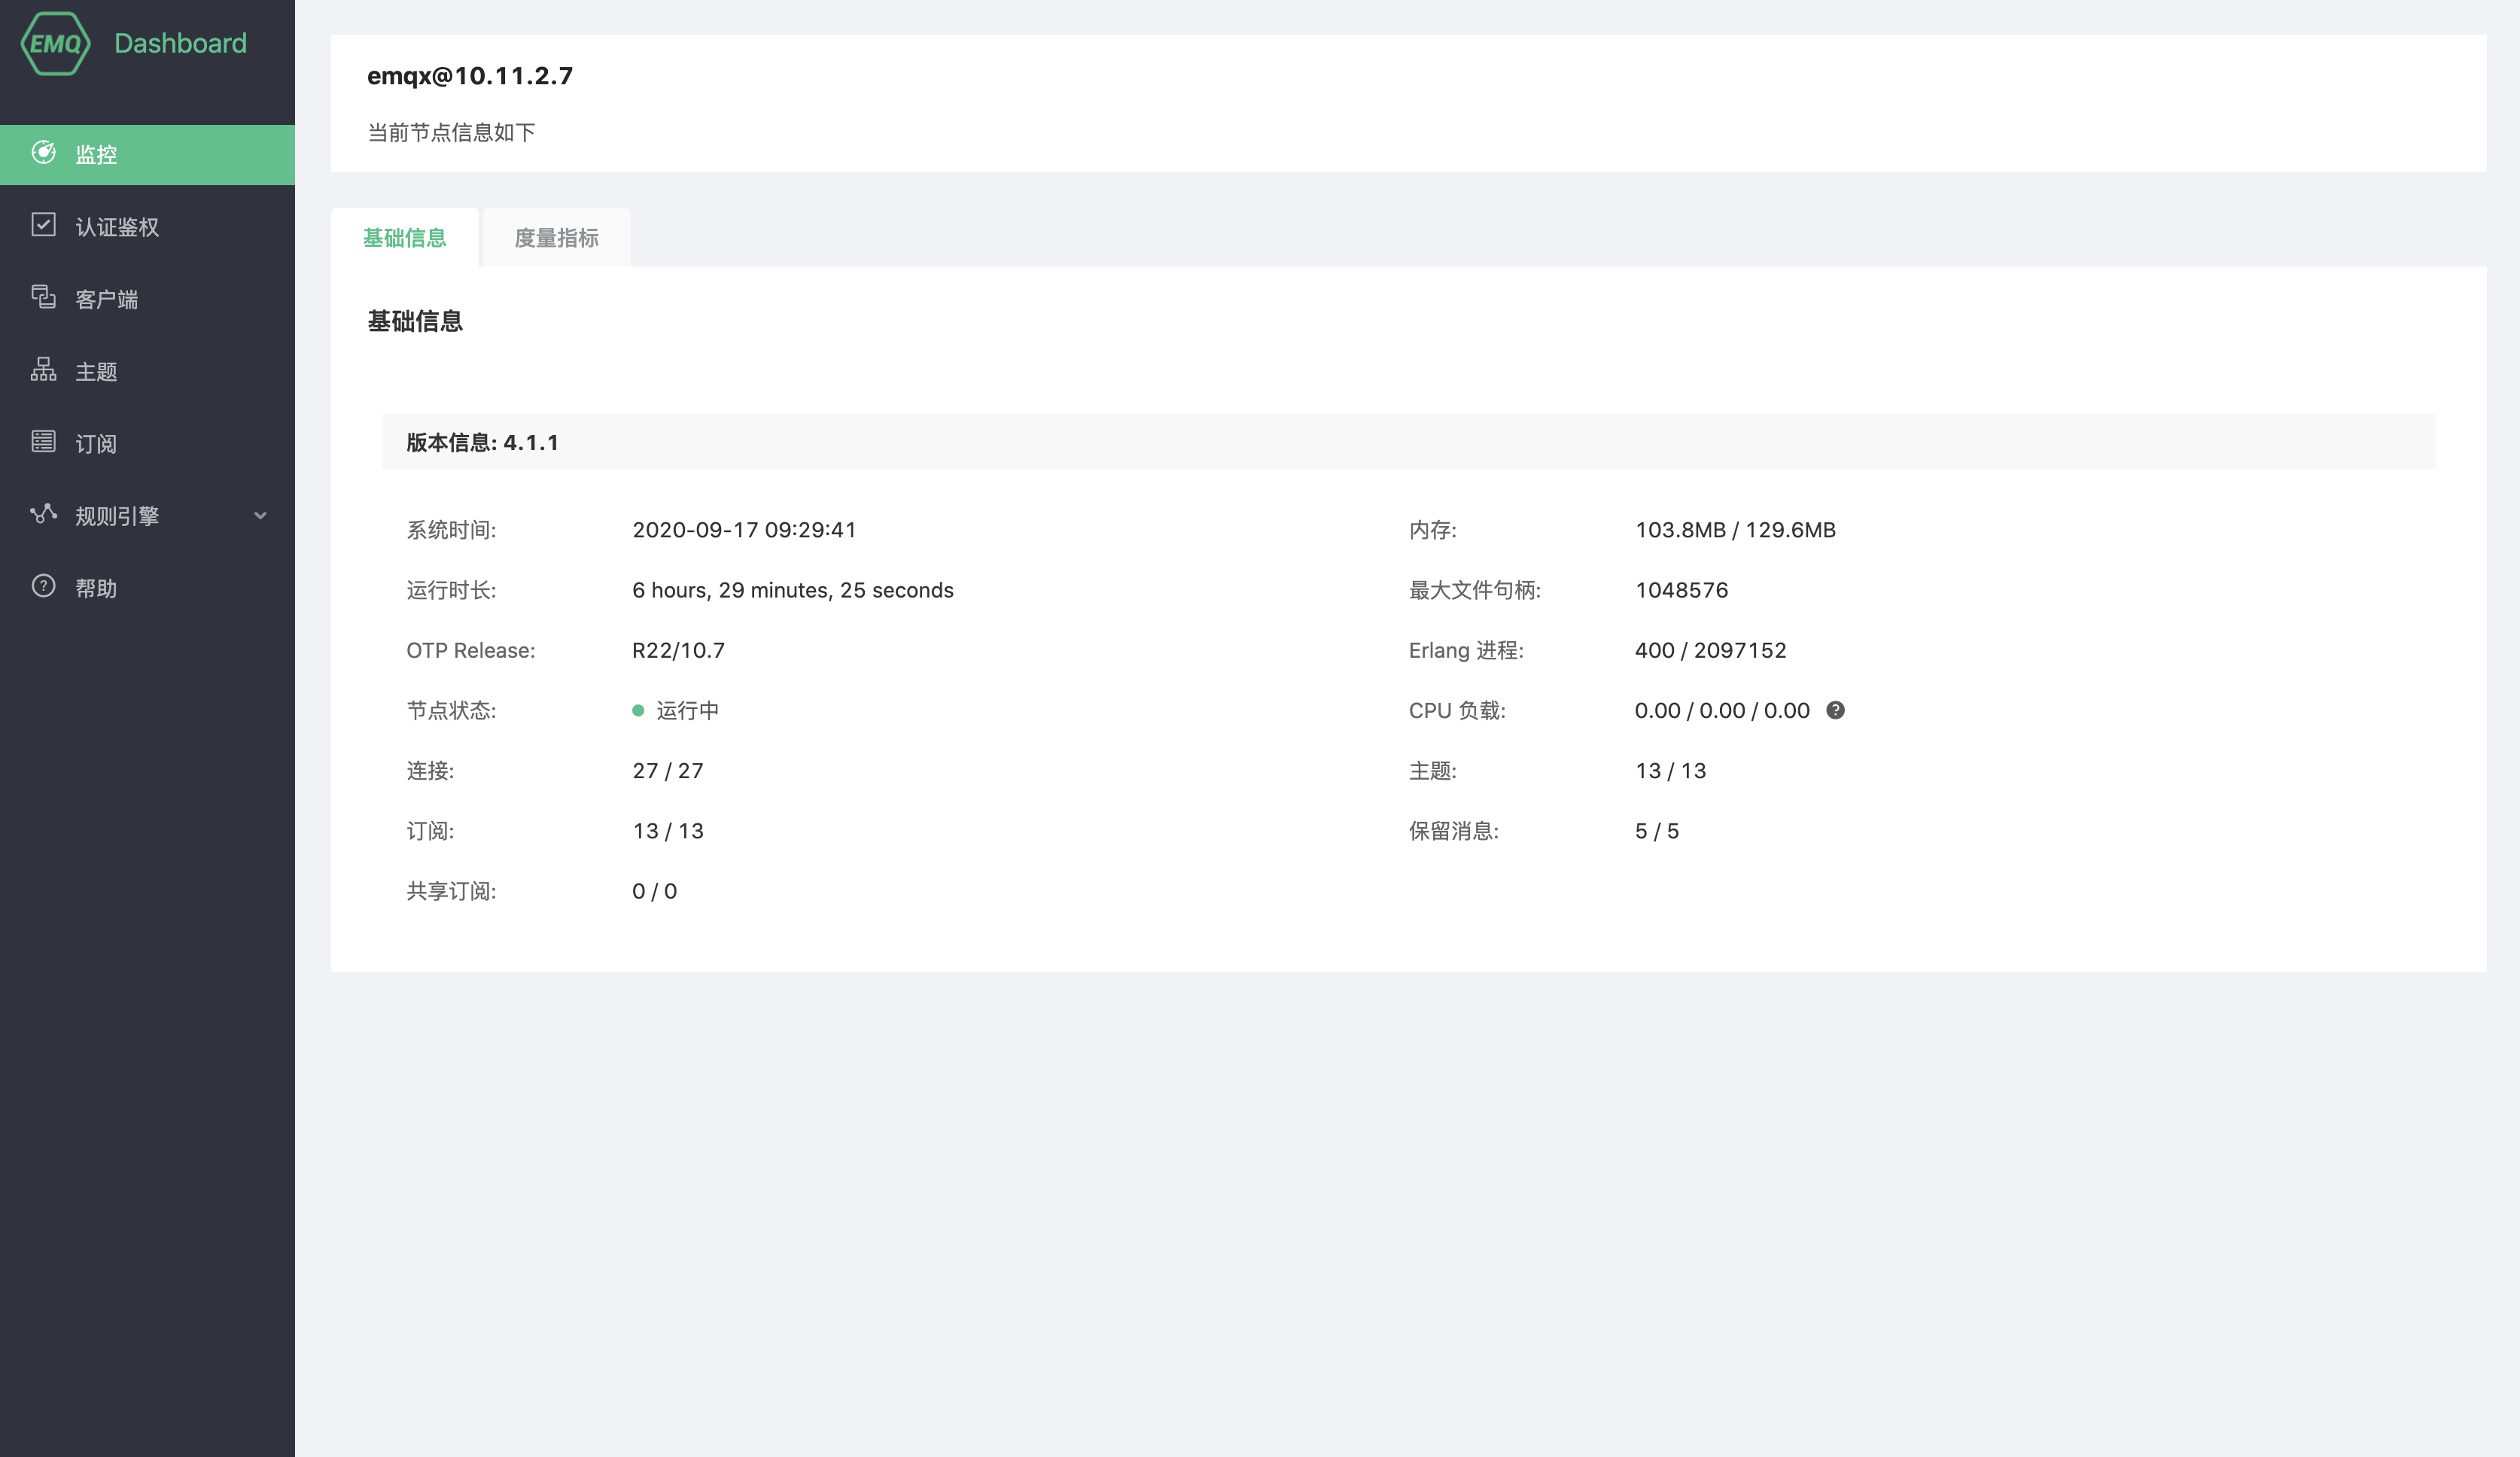 EMQ Dashboard
监控
认证鉴权
客户端
主题
订阅
规则引擎
帮助
emqx@10.11.2.7
当前节点信息如下
基础信息 度量指标
基础信息
版本信息: 4.1.1
系统时间: 2020-09-17 09:29:41 内存: 103.8MB / 129.6MB
运行时长: 6 hours, 29 minutes, 25 seconds 最大文件句柄: 1048576
OTP Release: R22/10.7 Erlang 进程: 400 / 2097152
节点状态: 运行中 CPU 负载: 0.00 / 0.00 / 0.00 ?
连接: 27 / 27 主题: 13 / 13
订阅: 13 / 13 保留消息: 5 / 5
共享订阅: 0 / 0